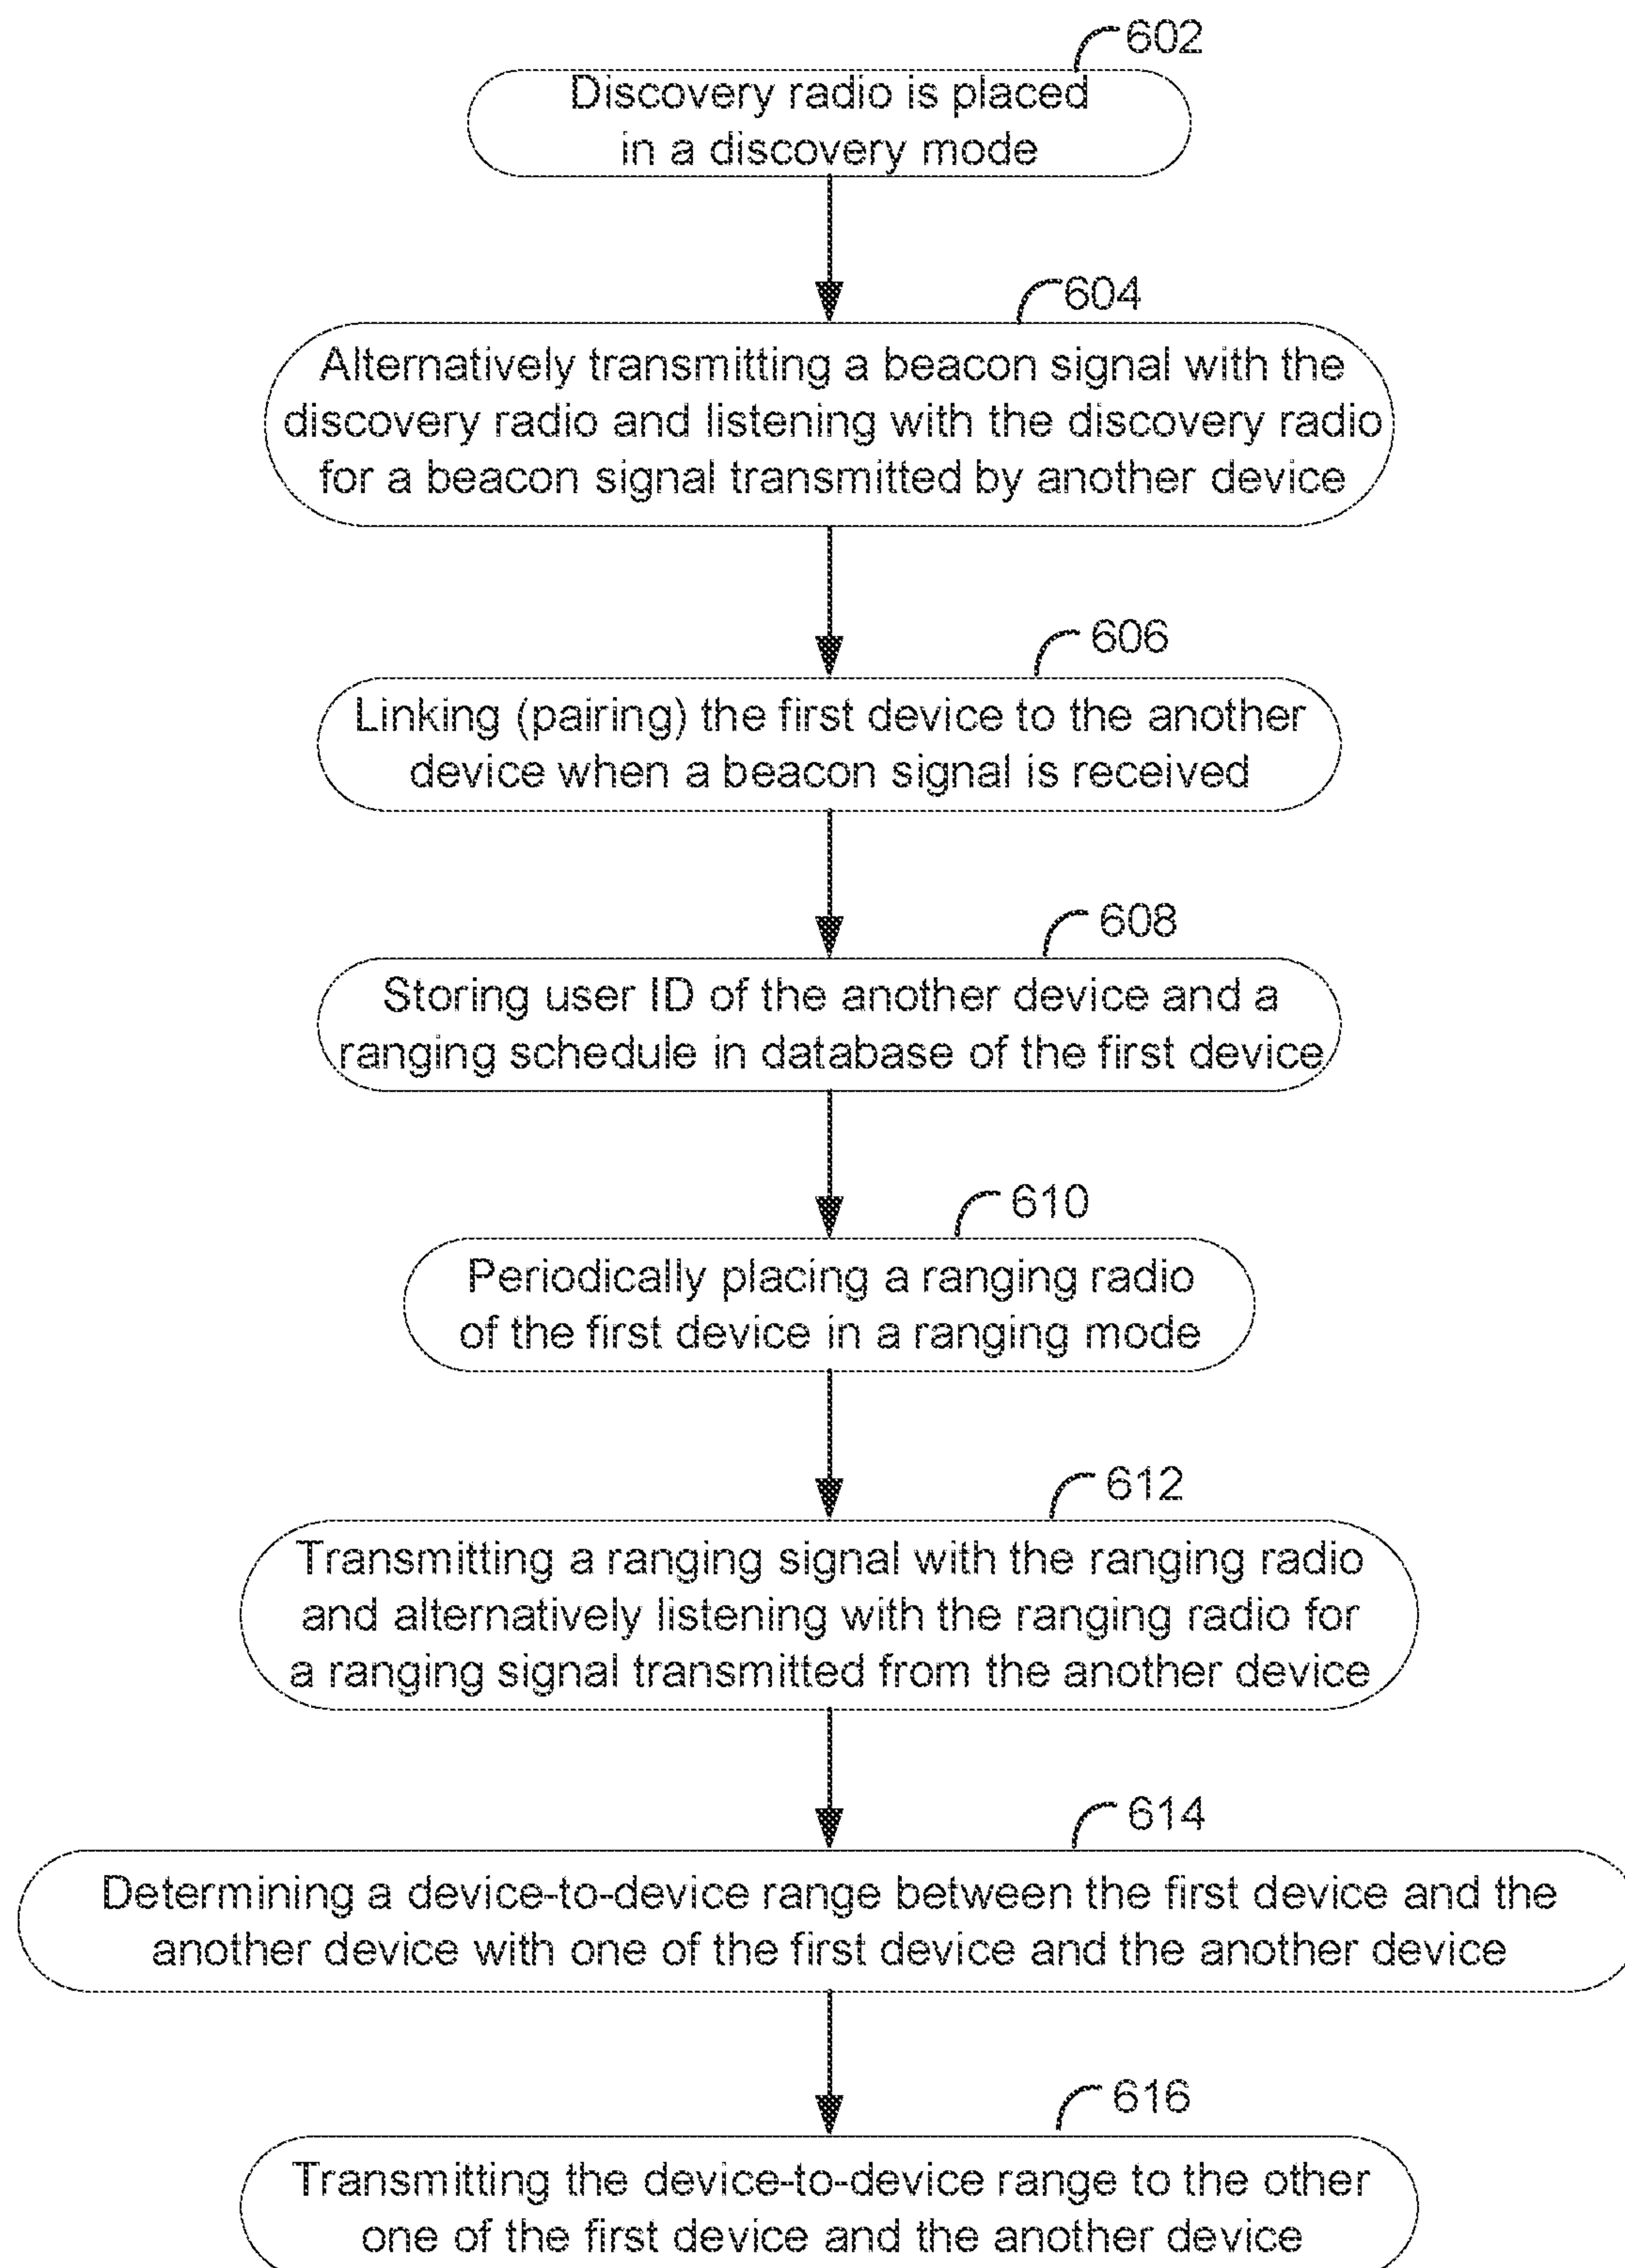 602
Discovery radio is placed
in a discovery mode
604
Alternatively transmitting a beacon signal with the
discovery radio and listening with the discovery radio
for a beacon signal transmitted by another device
606
Linking (pairing) the first device to the another
device when a beacon signal is received
608
Storing user ID of the another device and a
ranging schedule in database of the first device
610
Periodically placing a ranging radio
of the first device in a ranging mode
612
Transmitting a ranging signal with the ranging radio
and alternatively listening with the ranging radio for
a ranging signal transmitted from the another device
614
Determining a device-to-device range between the first device and the
another device with one of the first device and the another device
616
Transmitting the device-to-device range to the other
one of the first device and the another device